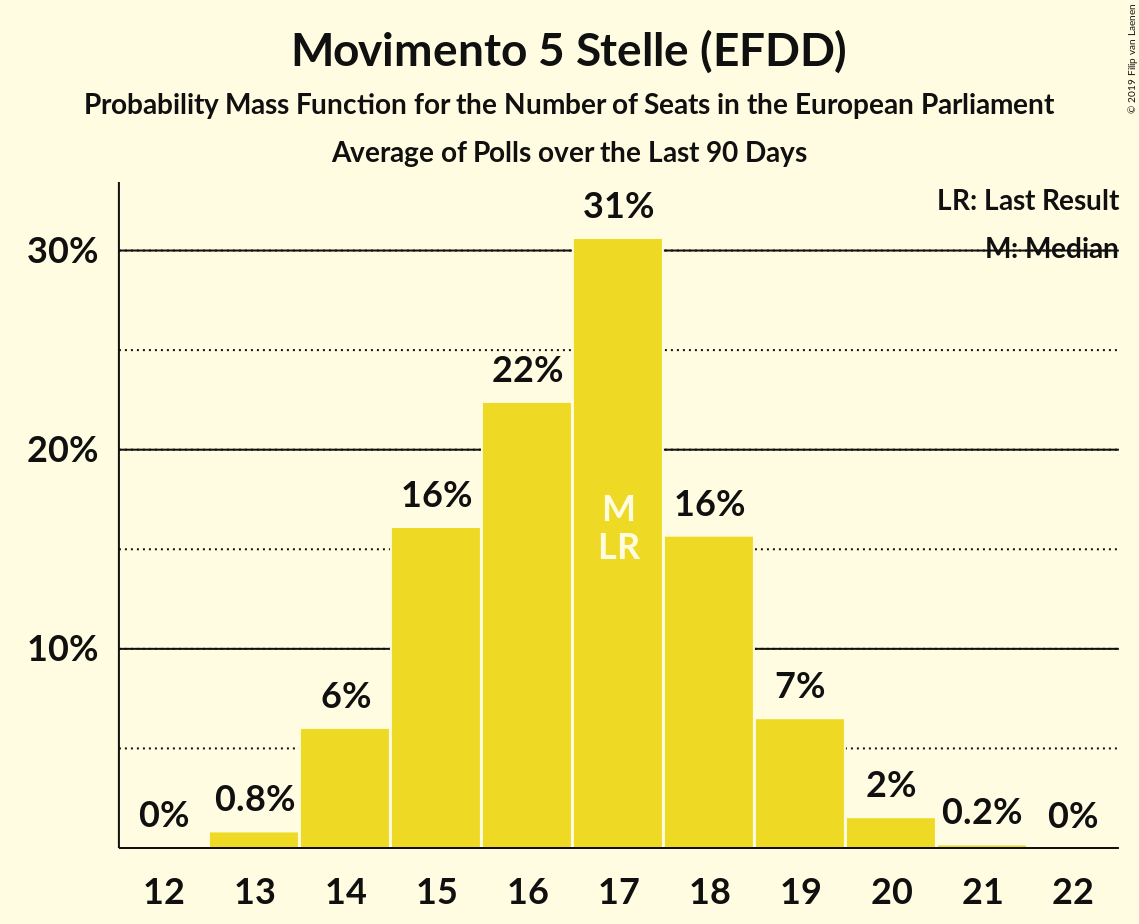 Movimento 5 Stelle (EFDD)
Probability Mass Function for the Number of Seats in the European Parliament
Average of Polls over the Last 90 Days
© 2019 Filip van Laenen
LR: Last Result
M: Median
30%
20%
10%
0%
0.8%
6%
16%
22%
31%
16%
7%
2%
0.2%
0%
M
LR
12 13 14 15 16 17 18 19 20 21 22